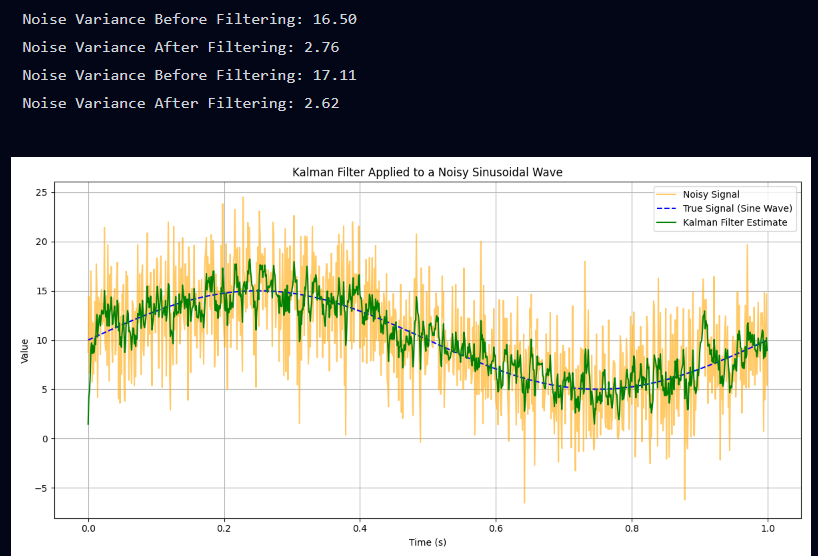 Noise Variance Before Filtering: 16.50
Noise Variance After Filtering: 2.76
Noise Variance Before Filtering: 17.11
Noise Variance After Filtering: 2.62
Kalman Filter Applied to a Noisy Sinusoidal Wave
Noisy Signal
True Signal (Sine Wave)
Kalman Filter Estimate
25
20
15
10
5
0
−5
Value
0.0
0.2
0.4
0.6
0.8
1.0
Time (s)